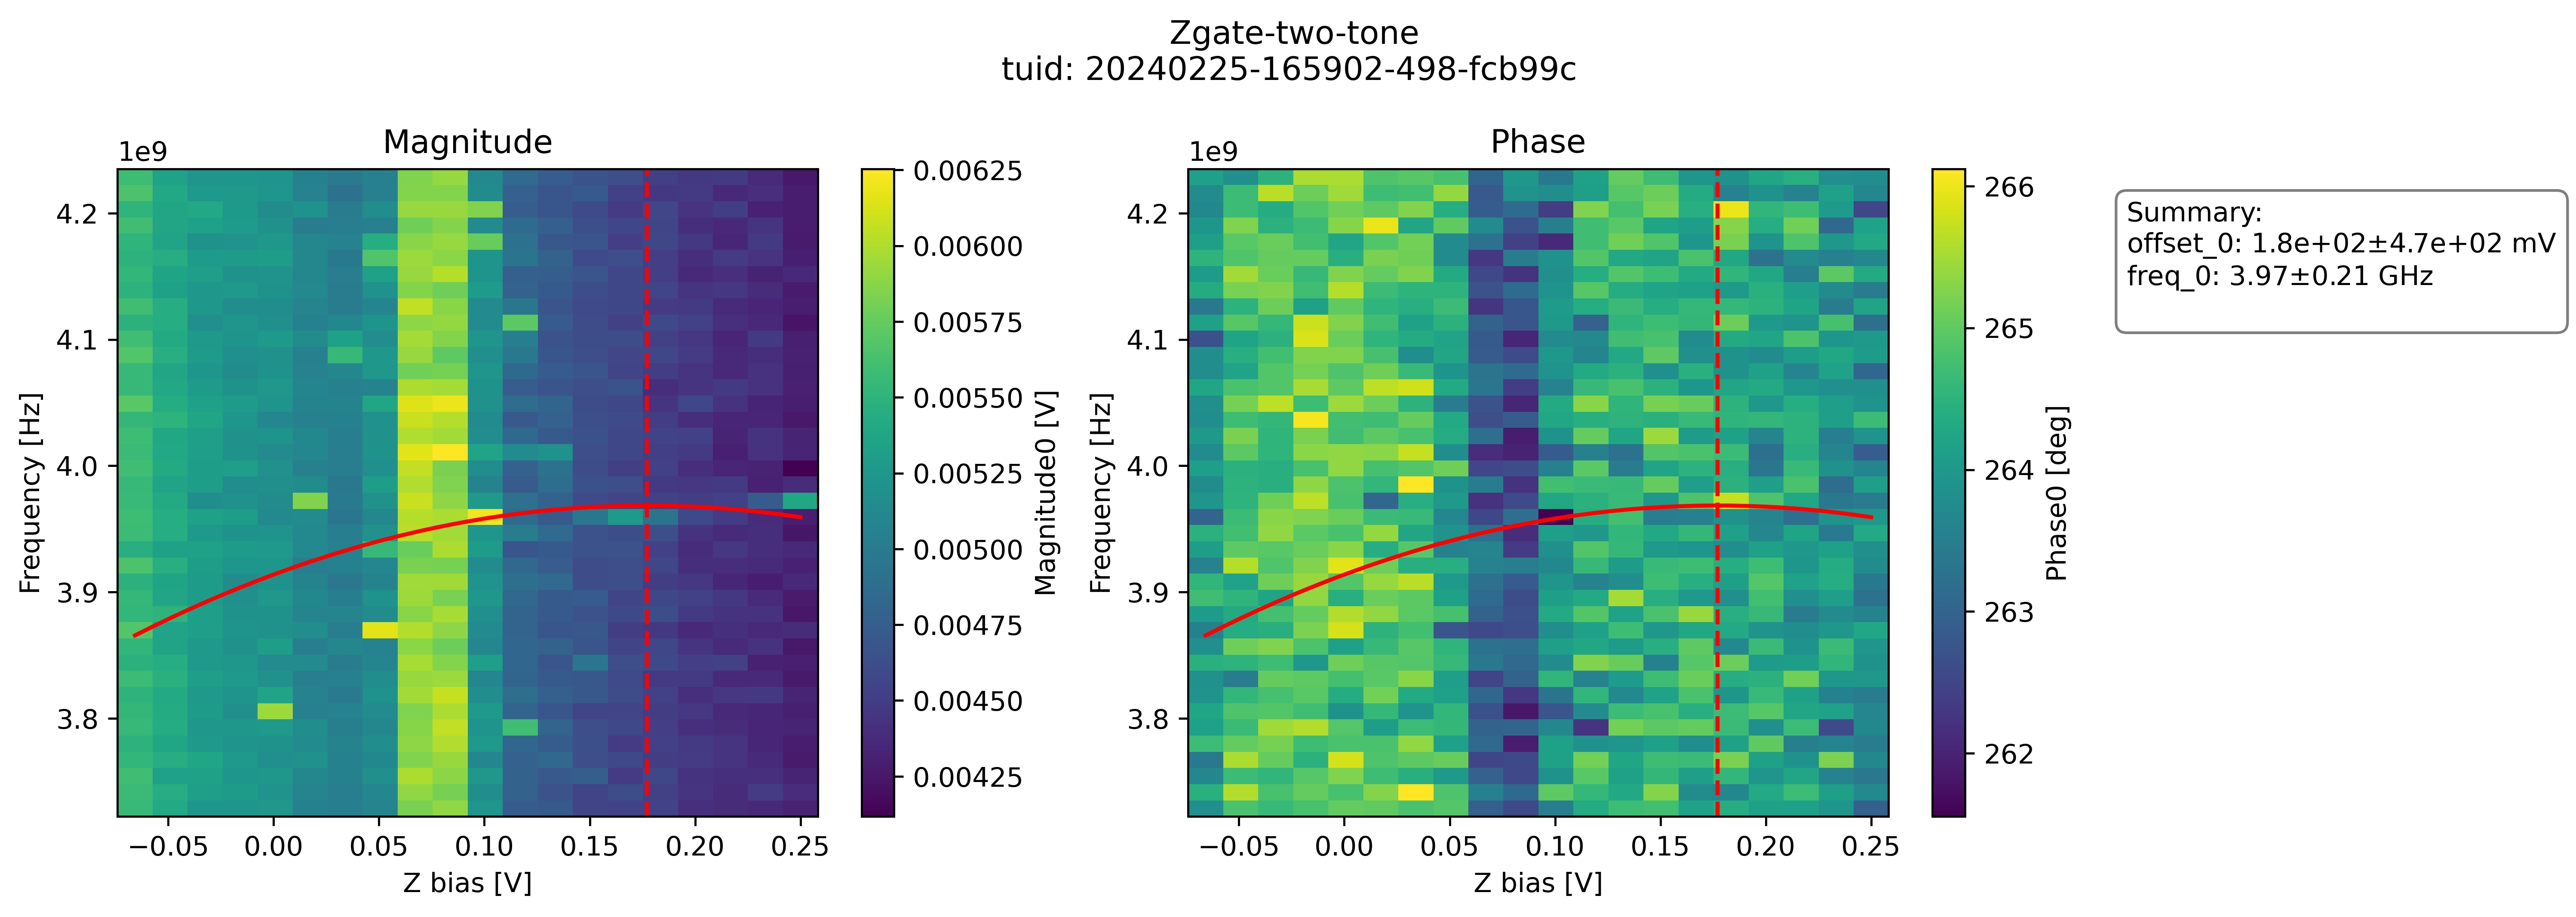 Zgate-two-tone
tuid: 20240225-165902-498-fcb99c
Magnitude
1e9
4.2
4.1
4.0
3.9
3.8
Frequency [Hz]
−0.05 0.00 0.05 0.10 0.15 0.20 0.25
Z bias [V]
0.00625
0.00600
0.00575
0.00550
0.00525
0.00500
0.00475
0.00450
0.00425
Magnitude0 [V]
Phase
1e9
4.2
4.1
4.0
3.9
3.8
Frequency [Hz]
−0.05 0.00 0.05 0.10 0.15 0.20 0.25
Z bias [V]
266
265
264
263
262
Phase0 [deg]
Summary:
offset_0: 1.8e+02±4.7e+02 mV
freq_0: 3.97±0.21 GHz